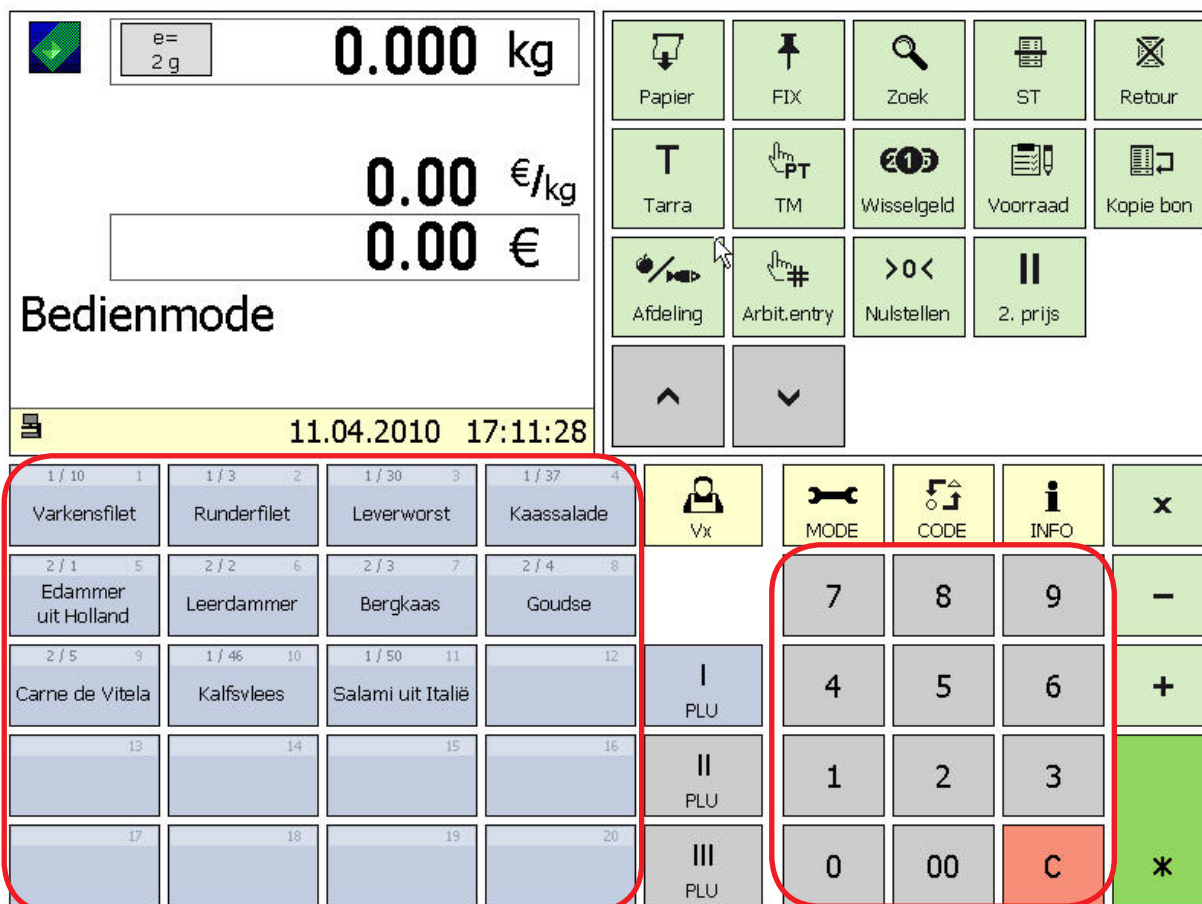 e=
2 g
0.000 kg
0.00 €/kg
0.00 €
Bedienmode
11.04.2010 17:11:28
Papier
FIX
Zoek
ST
Retour
T
Tarra
PT
TM
2 1 5
Wisselgeld
Voorraad
Kopie bon
Afdeling
#
Arbit.entry
>0<
Nulstellen
II
2. prijs
1 / 10 1
Varkensfilet
1 / 3 2
Runderfilet
1 / 30 3
Leverworst
1 / 37 4
Kaassalade
Vx
MODE
CODE
i
INFO
x
2 / 1 5
Edammer
uit Holland
2 / 2 6
Leerdammer
2 / 3 7
Bergkaas
2 / 4 8
Goudse
7
8
9
−
2 / 5 9
Carne de Vitela
1 / 46 10
Kalfsvlees
1 / 50 11
Salami uit Italië
12
I
PLU
4
5
6
+
13
14
15
16
II
PLU
1
2
3
17
18
19
20
III
PLU
0
00
C
*